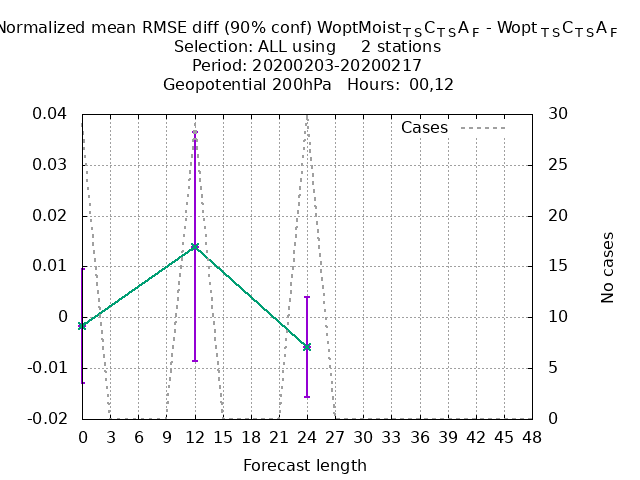 Normalized mean RMSE diff (90% conf) WoptMoist_TSC_TSA_F - Wopt_TSC_TSA_F
Selection: ALL using 2 stations
Period: 20200203-20200217
Geopotential 200hPa Hours: 00,12
0.04 30
Cases
0.03 25
0.02 20
0.01 15
0 10
-0.01 5
-0.02 0
No cases
0 3 6 9 12 15 18 21 24 27 30 33 36 39 42 45 48
Forecast length